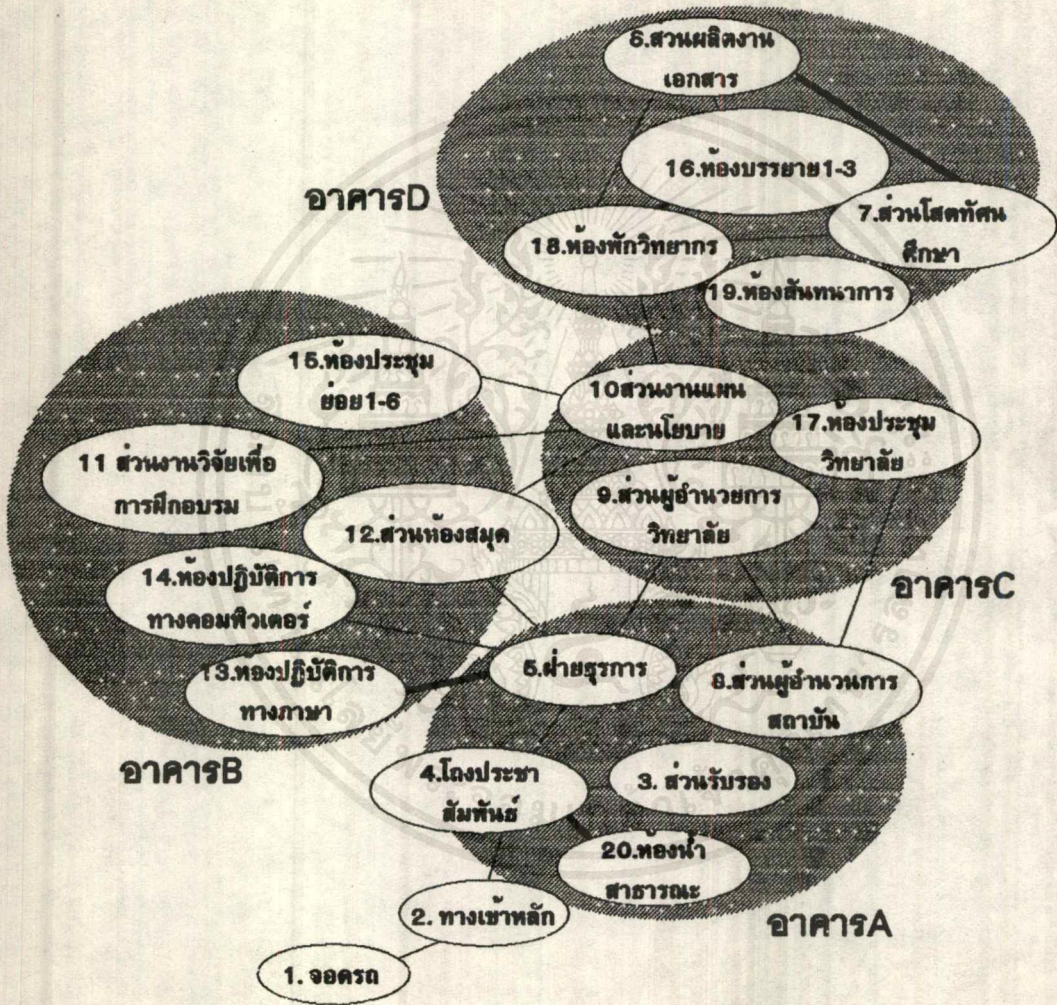 6.ส่วนผลิตงาน
เอกสาร
16.ห้องบรรยาย1-3
อาคารD
7.ส่วนโสตทัศน
ศึกษา
18.ห้องพักวิทยากร
19.ห้องสันทนาการ
15.ห้องประชุม
ย่อย1-6
10ส่วนงานแผน
และนโยบาย
17.ห้องประชุม
วิทยาลัย
11 ส่วนงานวิจัยเพื่อ
การฝึกอบรม
9.ส่วนผู้อำนวยการ
วิทยาลัย
12.ส่วนห้องสมุด
14.ห้องปฏิบัติการ
ทางคอมพิวเตอร์
อาคารC
5.ฝ่ายธุรการ
13.ห้องปฏิบัติการ
ทางภาษา
8.ส่วนผู้อำนวนการ
สถาบัน
อาคารB
4.โถงประชา
สัมพันธ์
3. ส่วนรับรอง
20.ห้องน้ำ
สาธารณะ
2. ทางเข้าหลัก
อาคารA
1. จอดรถ